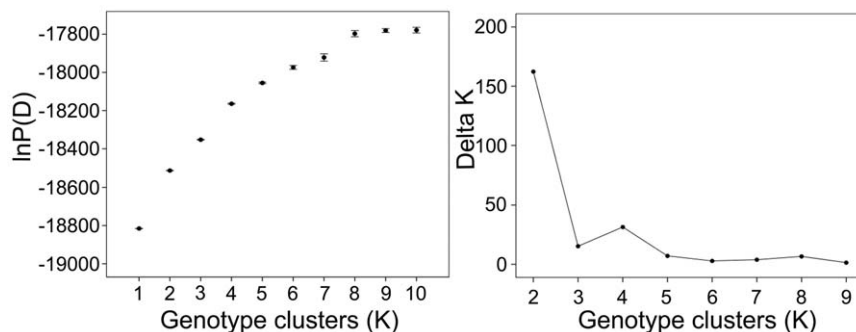 lnP(D)
-17800
-18000
-18200
-18400
-18600
-18800
-19000
1 2 3 4 5 6 7 8 9 10
Genotype clusters (K)
Delta K
200
150
100
50
0
2 3 4 5 6 7 8 9
Genotype clusters (K)